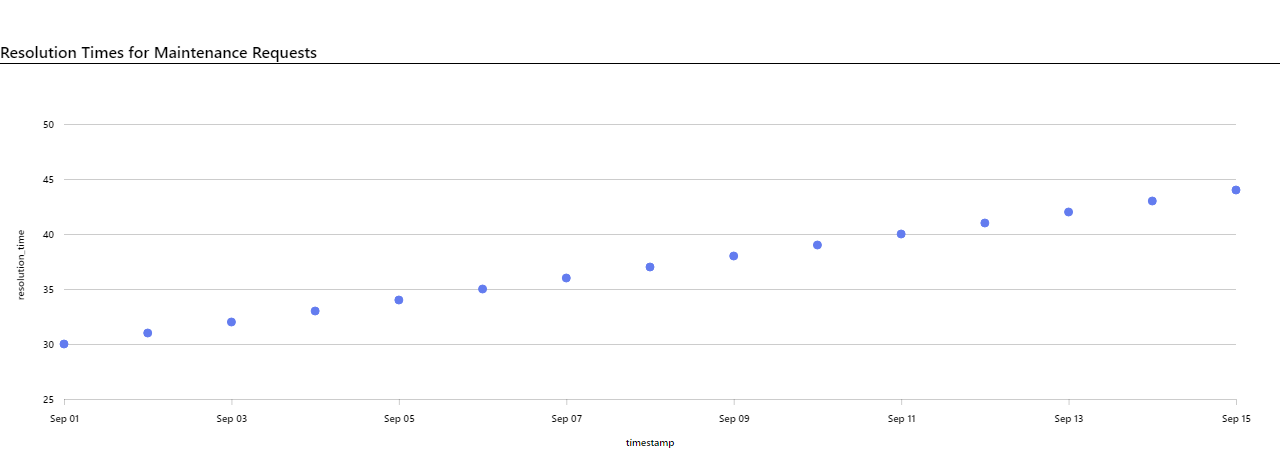 Resolution Times for Maintenance Requests
50
45
40
35
30
25
resolution_time
Sep 01 Sep 03 Sep 05 Sep 07 Sep 09 Sep 11 Sep 13 Sep 15
timestamp